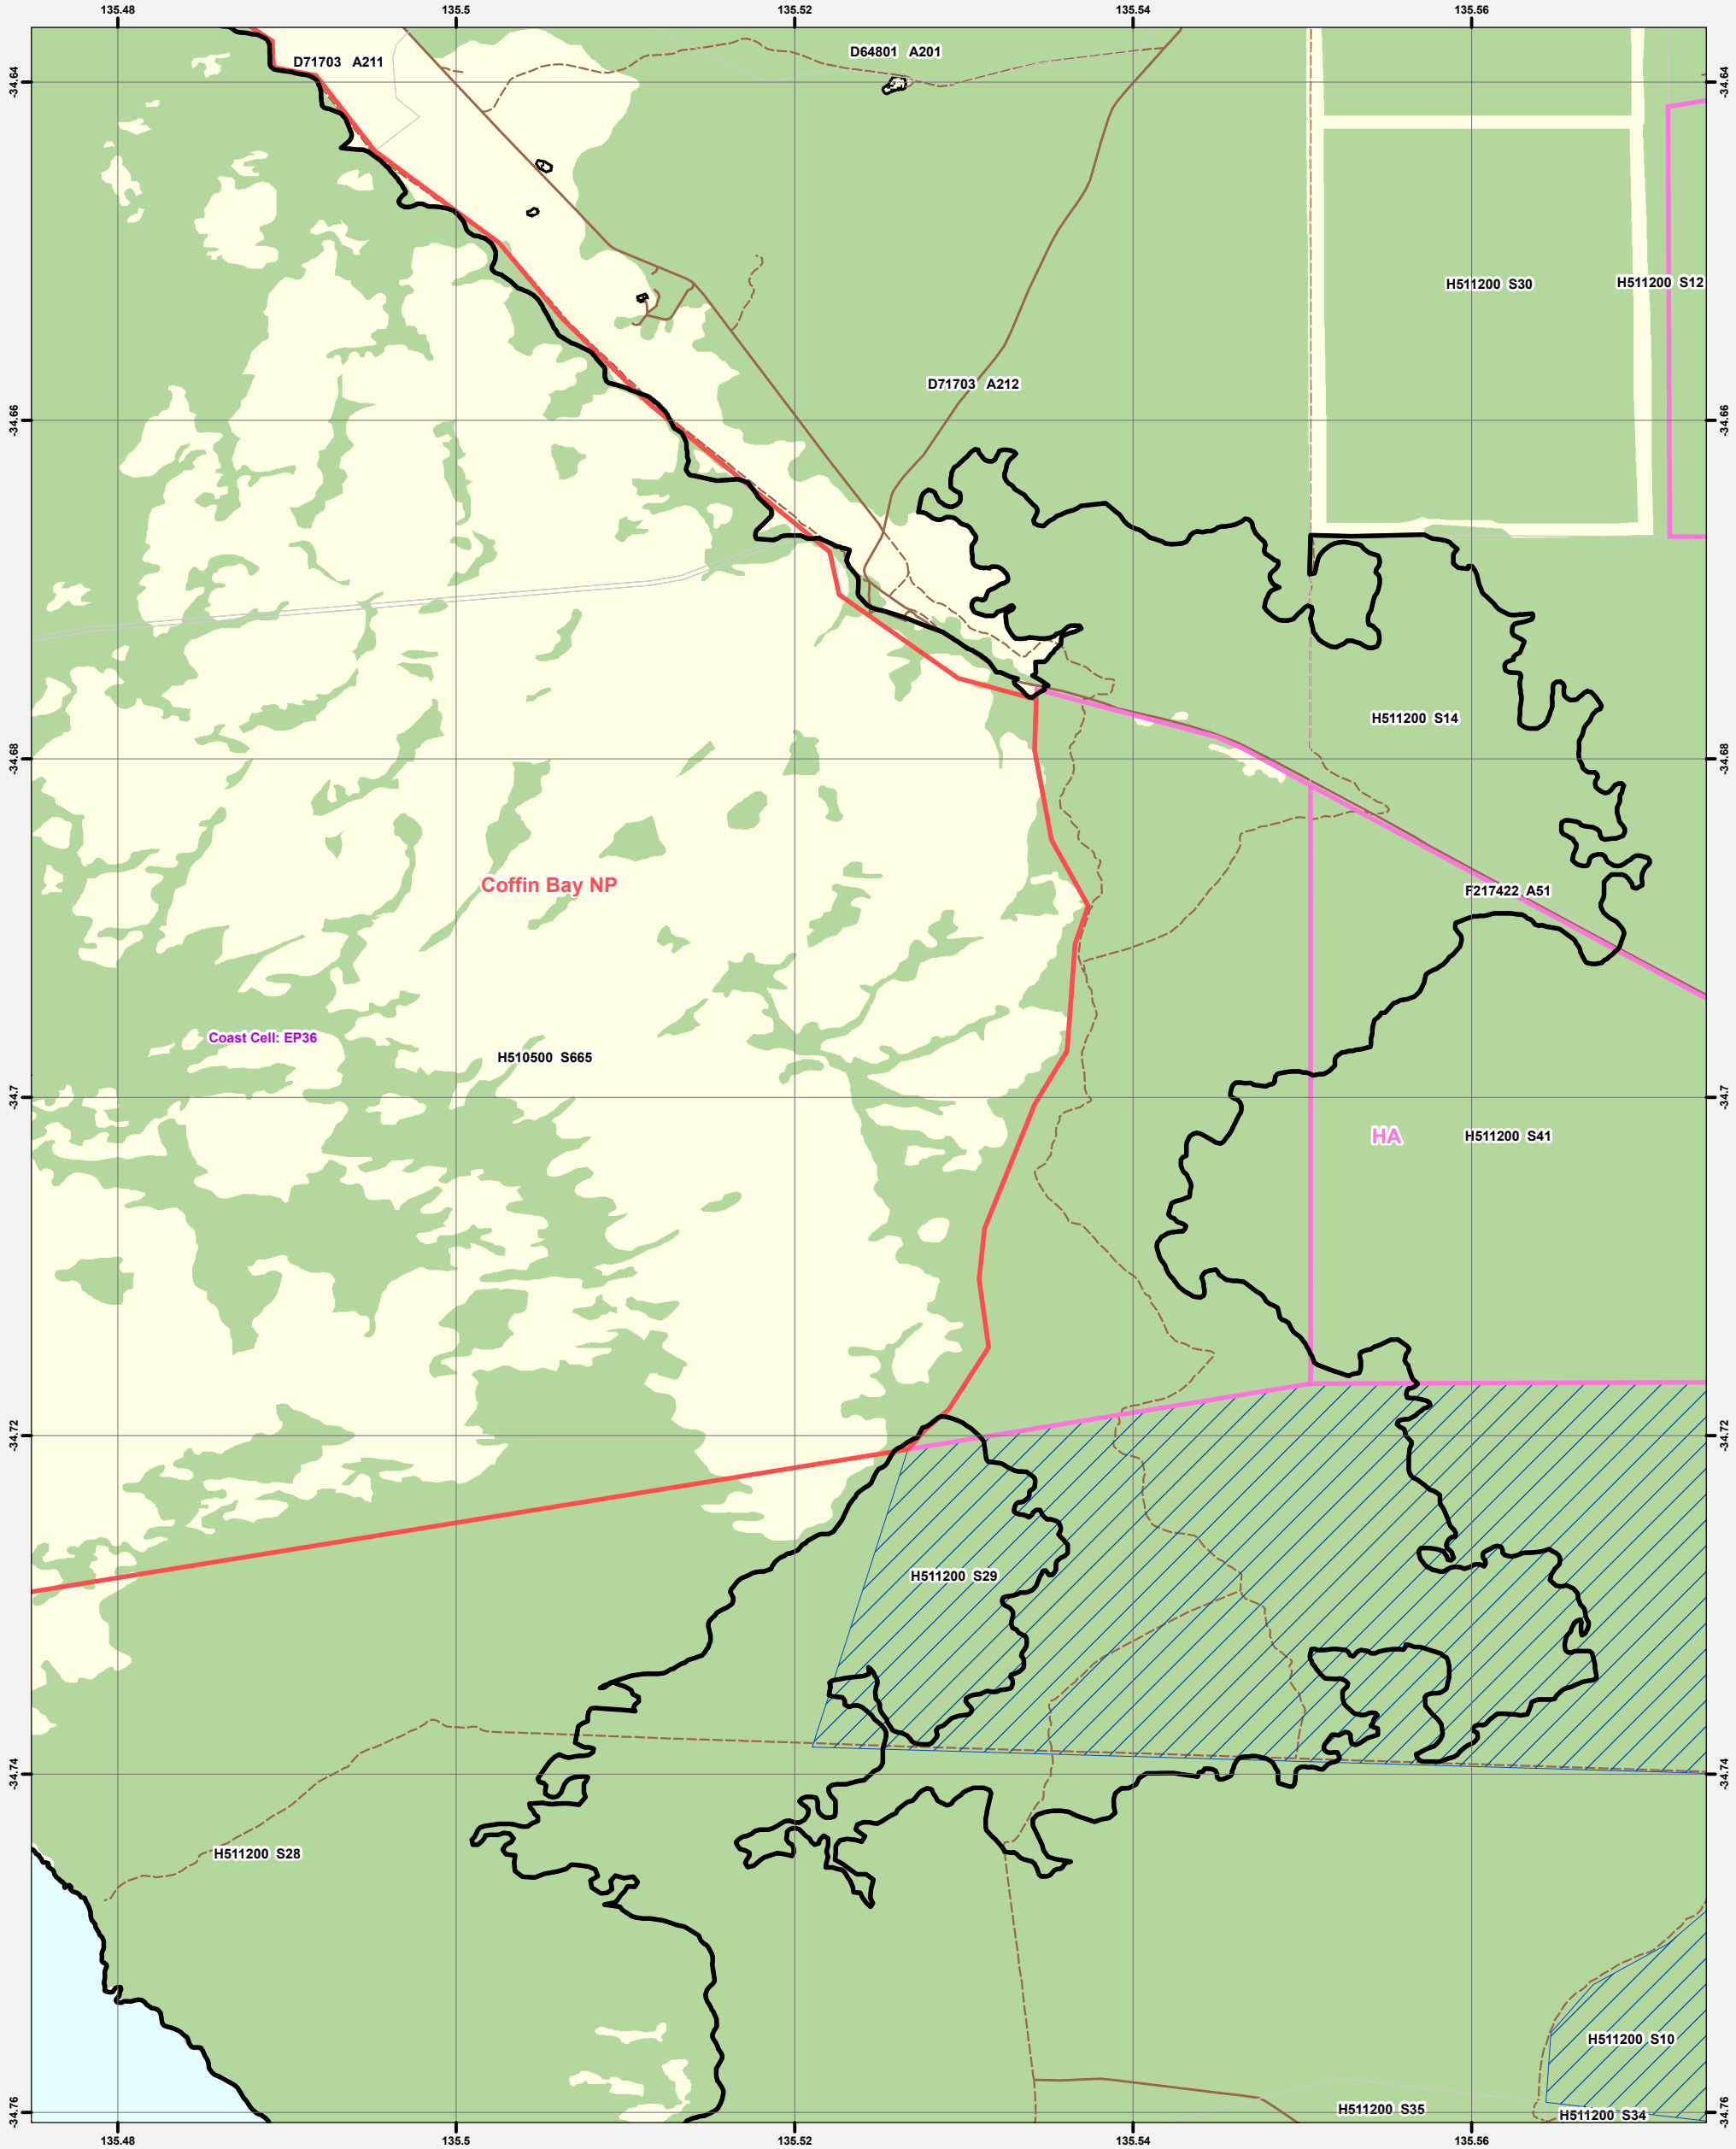 135.48 135.5 135.52 135.54 135.56
D64801 A201
D71703 A211
-34.64 -34.64
H511200 S30 H511200 S12
D71703 A212
-34.66 -34.66
H511200 S14
-34.68 -34.68
Coffin Bay NP
F217422 A51
Coast Cell: EP36
H510500 S665
-34.7 -34.7
HA H511200 S41
-34.72 -34.72
H511200 S29
-34.74 -34.74
H511200 S28
H511200 S10
H511200 S35
H511200 S34
-34.76 -34.76
135.48 135.5 135.52 135.54 135.56